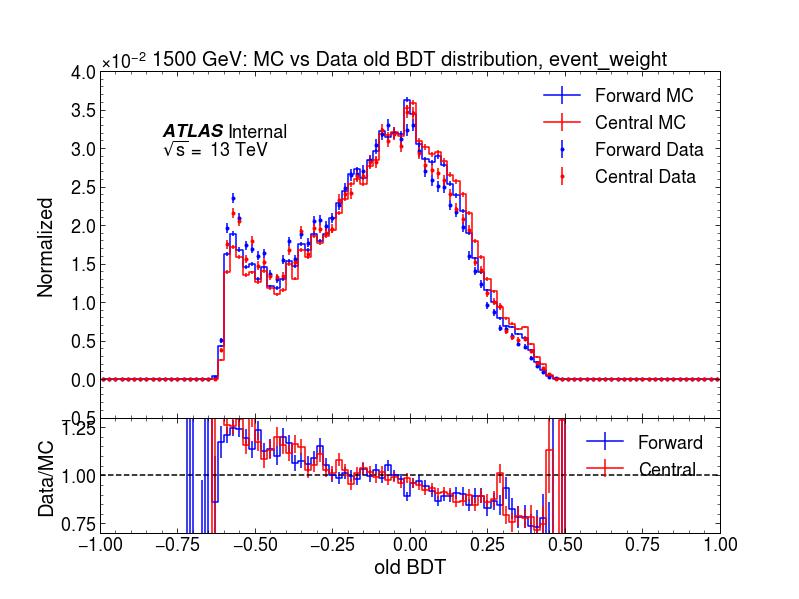 ×10⁻² 1500 GeV: MC vs Data old BDT distribution, event_weight
4.0
3.5
3.0
2.5
2.0
1.5
1.0
0.5
0.0
0.5
Normalized
ATLAS Internal
√s = 13 TeV
Forward MC
Central MC
Forward Data
Central Data
1.25
1.00
0.75
Data/MC
Forward
Central
−1.00 −0.75 −0.50 −0.25 0.00 0.25 0.50 0.75 1.00
old BDT